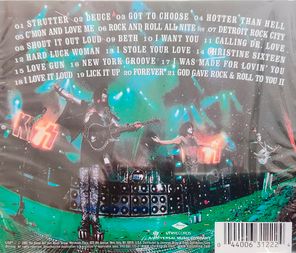 01 STRUTTER 02 DEUCE 03 GOT TO CHOOSE 04 HOTTER THAN HELL
05 C'MON AND LOVE ME 06 ROCK AND ROLL ALL NITE 07 DETROIT ROCK CITY
08 SHOUT IT OUT LOUD 09 BETH 10 I WANT YOU 11 CALLING DR. LOVE
12 HARD LUCK WOMAN 13 I STOLE YOUR LOVE 14 CHRISTINE SIXTEEN
15 LOVE GUN 16 NEW YORK GROOVE 17 I WAS MADE FOR LOVIN' YOU
18 I LOVE IT LOUD 19 LICK IT UP 20 FOREVER 21 GOD GAVE ROCK & ROLL TO YOU II
KISS
44006 31222